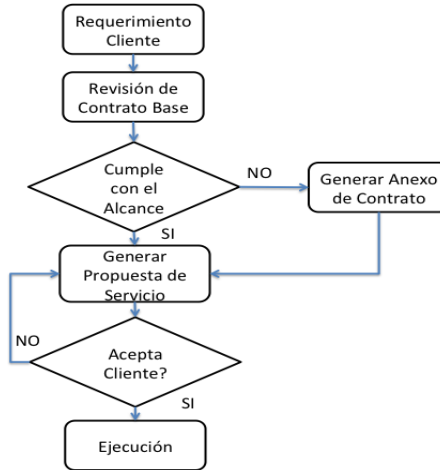 Requerimiento
Cliente
Revisión de
Contrato Base
Cumple
con el
Alcance
NO
Generar Anexo
de Contrato
SI
Generar
Propuesta de
Servicio
NO
Acepta
Cliente?
SI
Ejecución